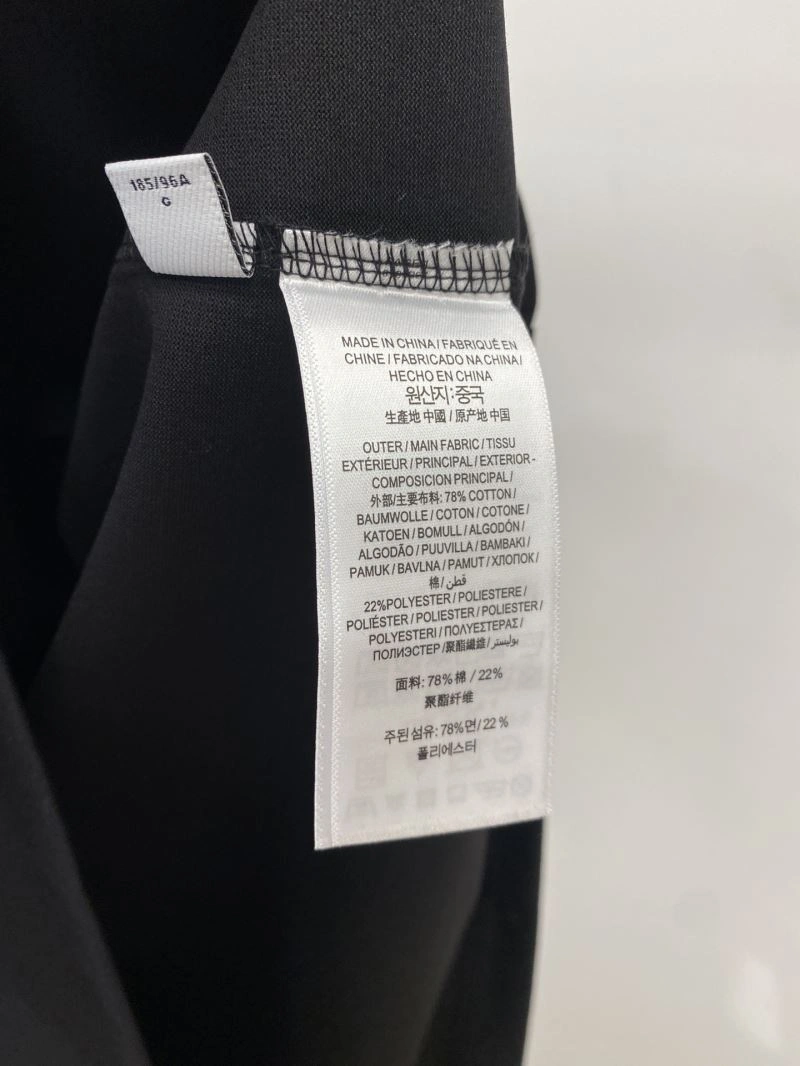 185/96A
G
MADE IN CHINA/FABRIQUÉ EN
CHINE/FABRICADO NA CHINA/
HECHO EN CHINA
원산지:중국
生產地 中國 / 原产地 中国
OUTER/MAIN FABRIC/TISSU
EXTÉRIEUR/PRINCIPAL/EXTERIOR-
COMPOSICION PRINCIPAL/
外部/主要布料: 78% COTTON/
BAUMWOLLE/COTON/COTONE/
KATOEN/BOMULL/ALGODÓN/
ALGODÃO/PUUVILLA/BAMBAKI/
PAMUK/BAVLNA/PAMUT/ХЛОПОК/
棉/قطن
22%POLYESTER/POLIESTERE/
POLIÉSTER/POLIESTER/POLIESTER/
POLYESTERI/ΠΟΛΥΕΣΤΕΡΑΣ/
ПОЛИЭСТЕР/聚酯纖維/بوليستر
面料: 78% 棉 / 22%
聚酯纤维
주된 섬유: 78% 면/ 22 %
폴리에스터